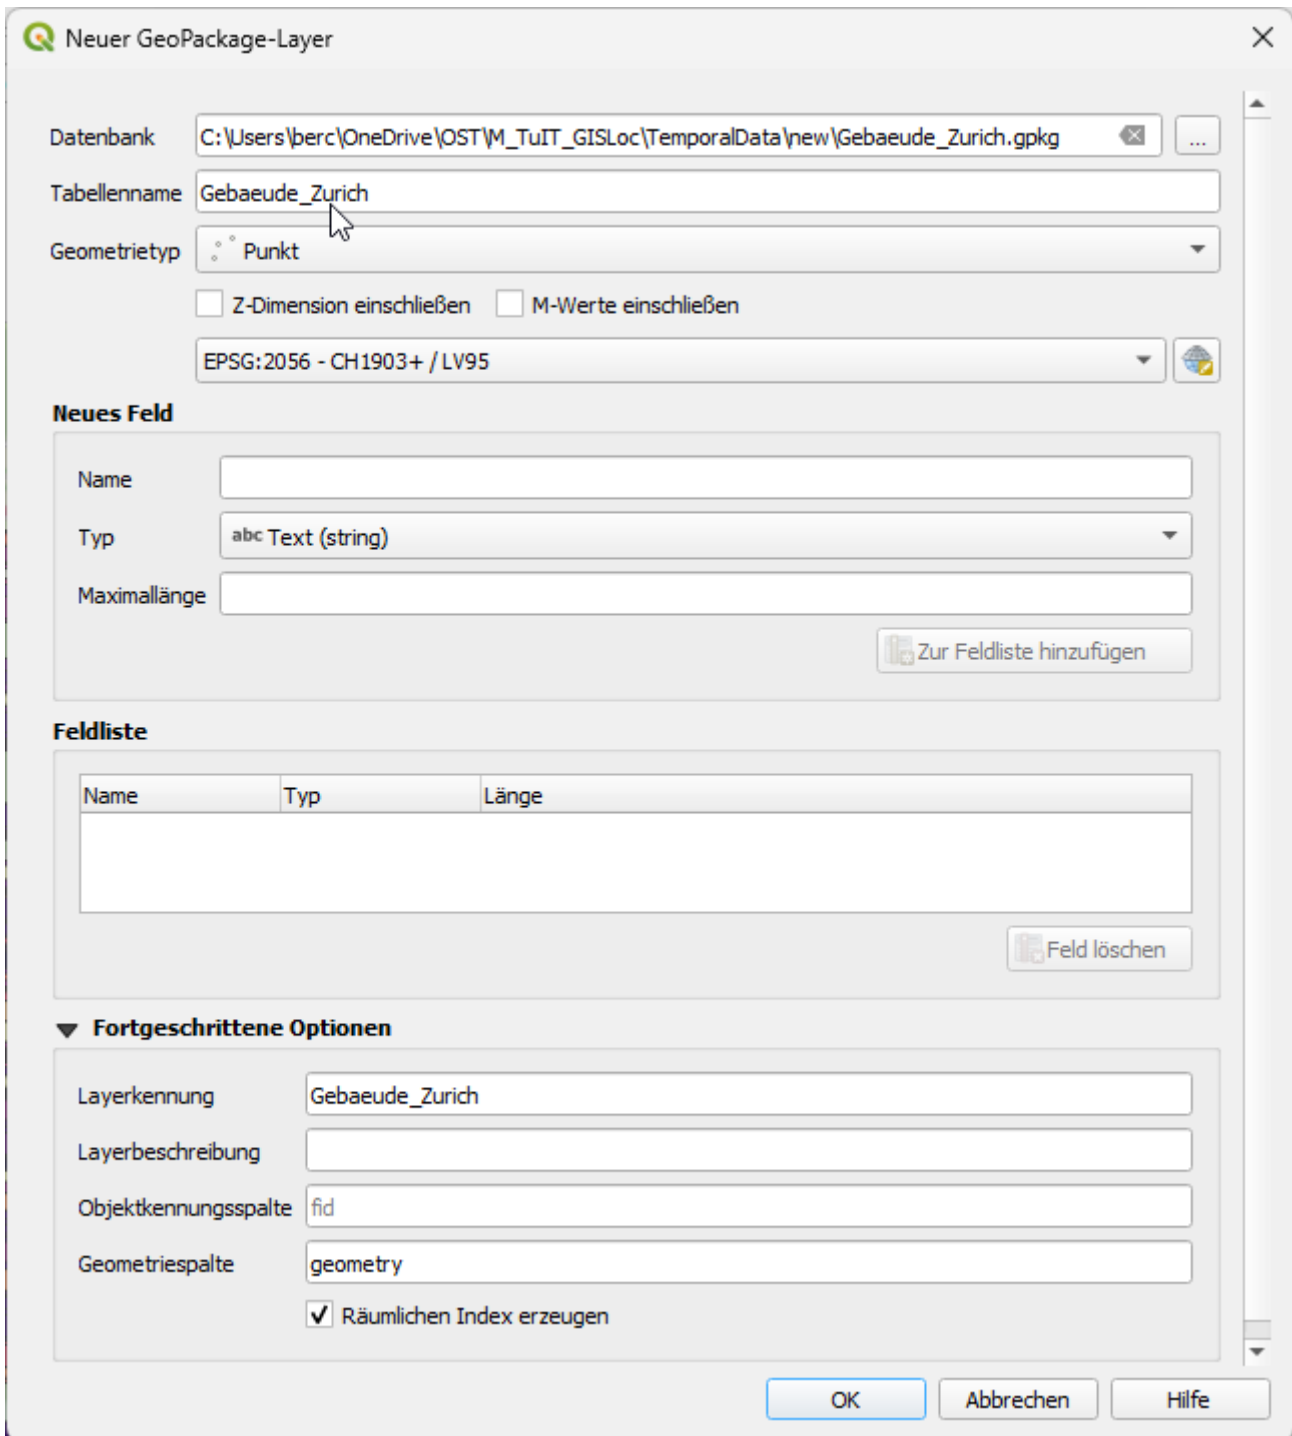 Neuer GeoPackage-Layer
Datenbank C:\Users\berc\OneDrive\OST\M_TuIT_GISLoc\TemporalData\new\Gebaeude_Zurich.gpkg ...
Tabellenname Gebaeude_Zurich
Geometrietyp Punkt
Z-Dimension einschließen M-Werte einschließen
EPSG:2056 - CH1903+ / LV95
Neues Feld
Name
Typ abc Text (string)
Maximallänge
Zur Feldliste hinzufügen
Feldliste
Name Typ Länge
Feld löschen
Fortgeschrittene Optionen
Layerkennung Gebaeude_Zurich
Layerbeschreibung
Objektkennungsspalte fid
Geometriespalte geometry
Räumlichen Index erzeugen
OK Abbrechen Hilfe